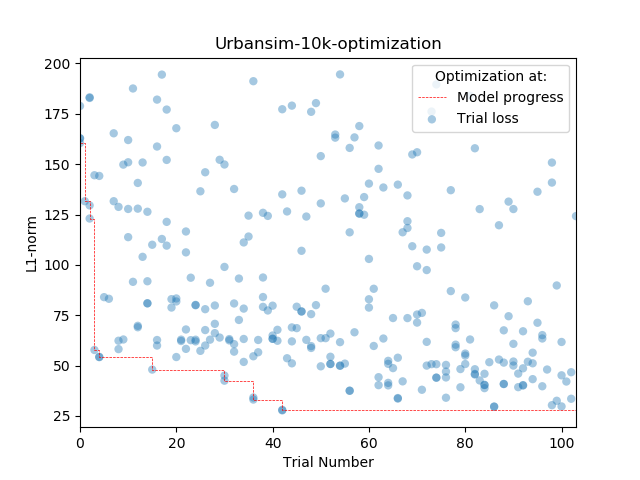 Urbansim-10k-optimization
Optimization at:
Model progress
Trial loss
L1-norm
200
175
150
125
100
75
50
25
0
20
40
60
80
100
Trial Number